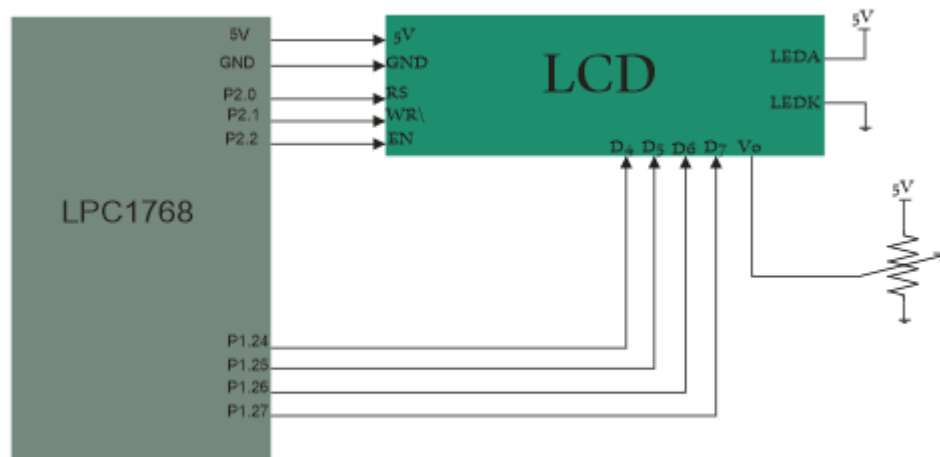 5V
5V
5V
LEDA
GND
GND
LCD
P2.0
RS
LEDK
P2.1
WR\
P2.2
EN
D4 D5 D6 D7 Vo
5V
LPC1768
P1.24
P1.25
P1.26
P1.27